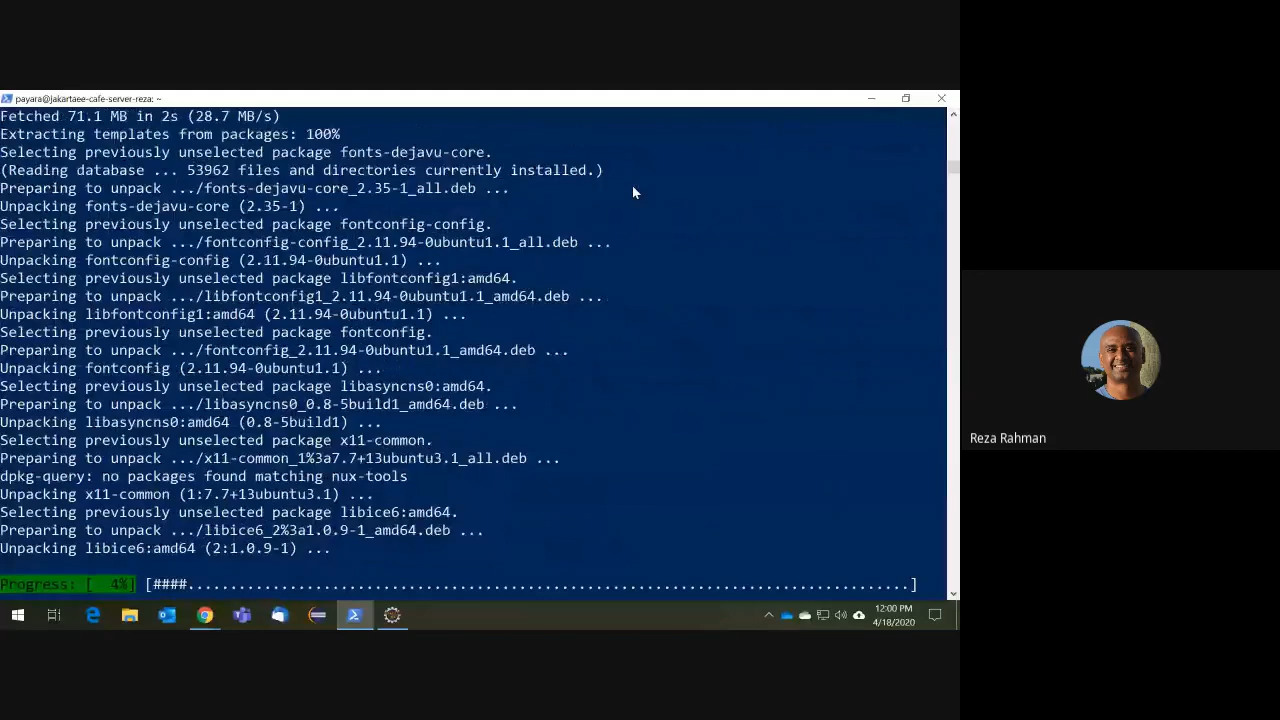 payara@jakartaee-cafe-server-reza: ~
Fetched 71.1 MB in 2s (28.7 MB/s)
Extracting templates from packages: 100%
Selecting previously unselected package fonts-dejavu-core.
(Reading database ... 53962 files and directories currently installed.)
Preparing to unpack .../fonts-dejavu-core_2.35-1_all.deb ...
Unpacking fonts-dejavu-core (2.35-1) ...
Selecting previously unselected package fontconfig-config.
Preparing to unpack .../fontconfig-config_2.11.94-0ubuntu1.1_all.deb ...
Unpacking fontconfig-config (2.11.94-0ubuntu1.1) ...
Selecting previously unselected package libfontconfig1:amd64.
Preparing to unpack .../libfontconfig1_2.11.94-0ubuntu1.1_amd64.deb ...
Unpacking libfontconfig1:amd64 (2.11.94-0ubuntu1.1) ...
Selecting previously unselected package fontconfig.
Preparing to unpack .../fontconfig_2.11.94-0ubuntu1.1_amd64.deb ...
Unpacking fontconfig (2.11.94-0ubuntu1.1) ...
Selecting previously unselected package libasyncns0:amd64.
Preparing to unpack .../libasyncns0_0.8-5build1_amd64.deb ...
Unpacking libasyncns0:amd64 (0.8-5build1) ...
Selecting previously unselected package x11-common.
Preparing to unpack .../x11-common_1%3a7.7+13ubuntu3.1_all.deb ...
dpkg-query: no packages found matching nux-tools
Unpacking x11-common (1:7.7+13ubuntu3.1) ...
Selecting previously unselected package libice6:amd64.
Preparing to unpack .../libice6_2%3a1.0.9-1_amd64.deb ...
Unpacking libice6:amd64 (2:1.0.9-1) ...
Progress: [  4%] [####..........................................................................................]
12:00 PM
4/18/2020
Reza Rahman